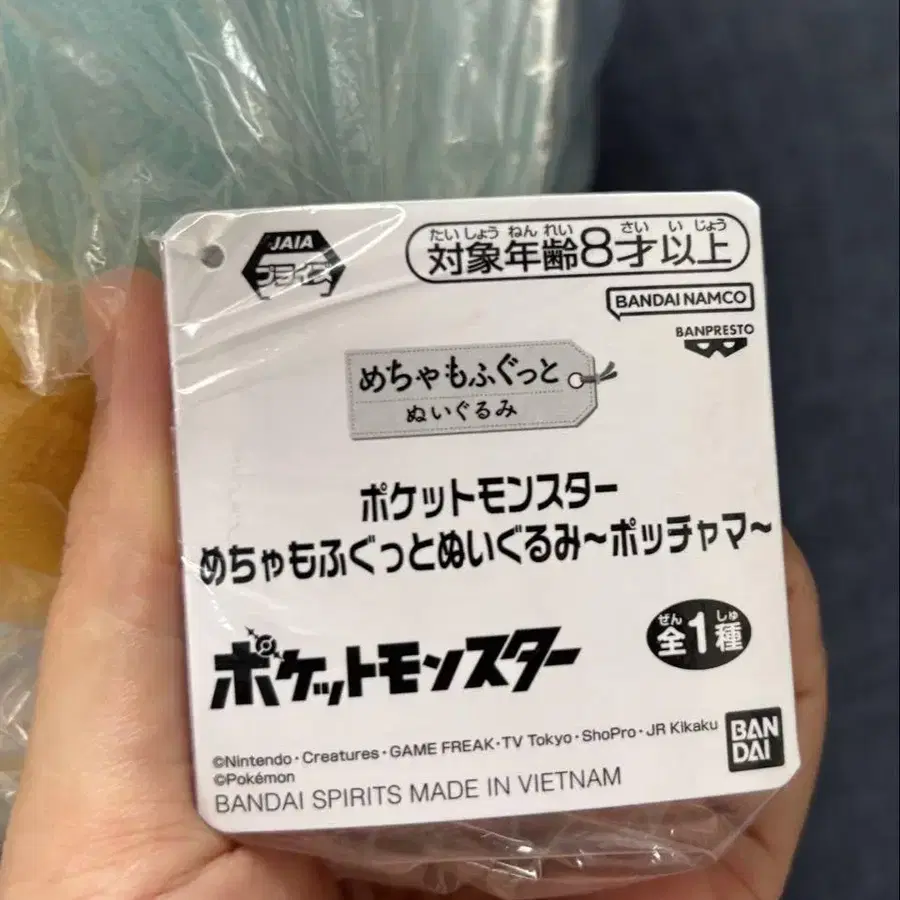 JAIA
プライズ
たいしょうねんれい さい いじょう
対象年齢8才以上
BANDAI NAMCO
BANPRESTO
めちゃもふぐっと
ぬいぐるみ
ポケットモンスター
めちゃもふぐっとぬいぐるみ~ポッチャマ~
ぜん しゅ
全1種
ポケットモンスター
©Nintendo・Creatures・GAME FREAK・TV Tokyo・ShoPro・JR Kikaku
©Pokémon
BANDAI SPIRITS MADE IN VIETNAM
BAN
DAI